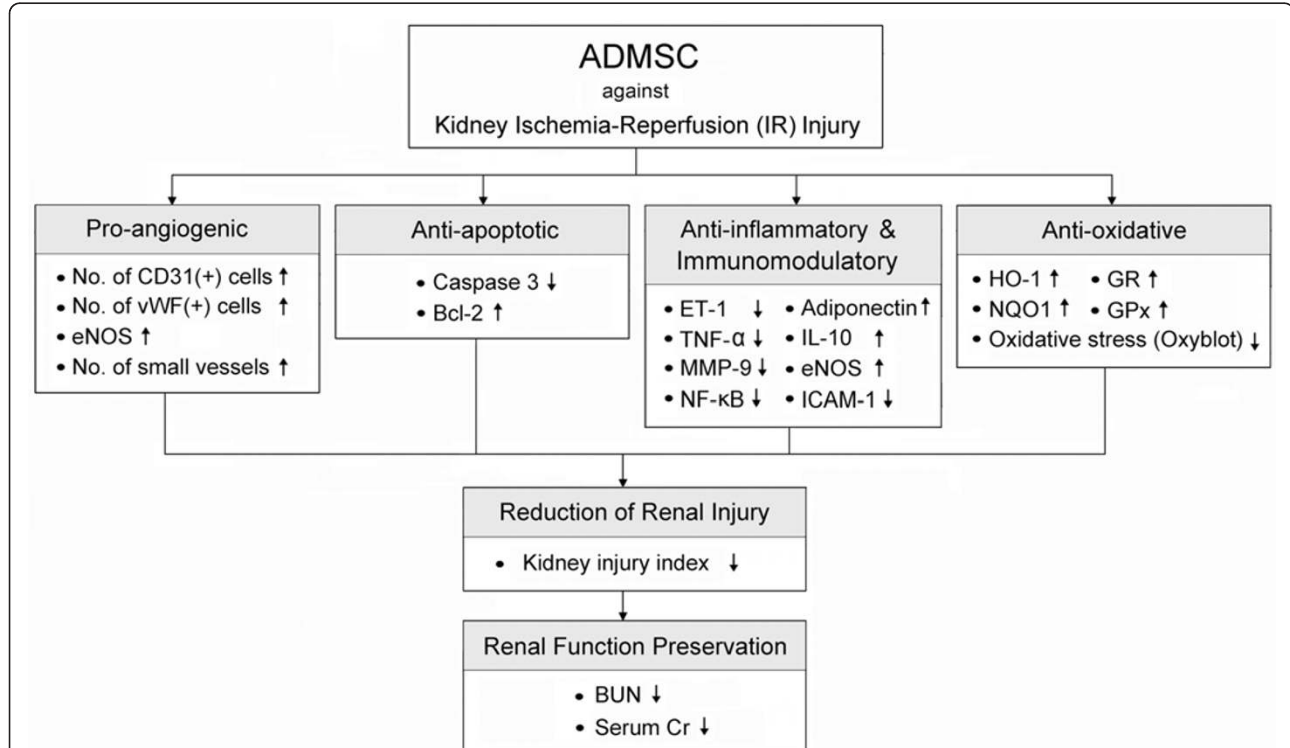 ADMSC
against
Kidney Ischemia-Reperfusion (IR) Injury
Pro-angiogenic
• No. of CD31(+) cells ↑
• No. of vWF(+) cells ↑
• eNOS ↑
• No. of small vessels ↑
Anti-apoptotic
• Caspase 3 ↓
• Bcl-2 ↑
Anti-inflammatory &
Immunomodulatory
• ET-1 ↓ • Adiponectin ↑
• TNF-α ↓ • IL-10 ↑
• MMP-9 ↓ • eNOS ↑
• NF-κB ↓ • ICAM-1 ↓
Anti-oxidative
• HO-1 ↑ • GR ↑
• NQO1 ↑ • GPx ↑
• Oxidative stress (Oxyblot) ↓
Reduction of Renal Injury
• Kidney injury index ↓
Renal Function Preservation
• BUN ↓
• Serum Cr ↓